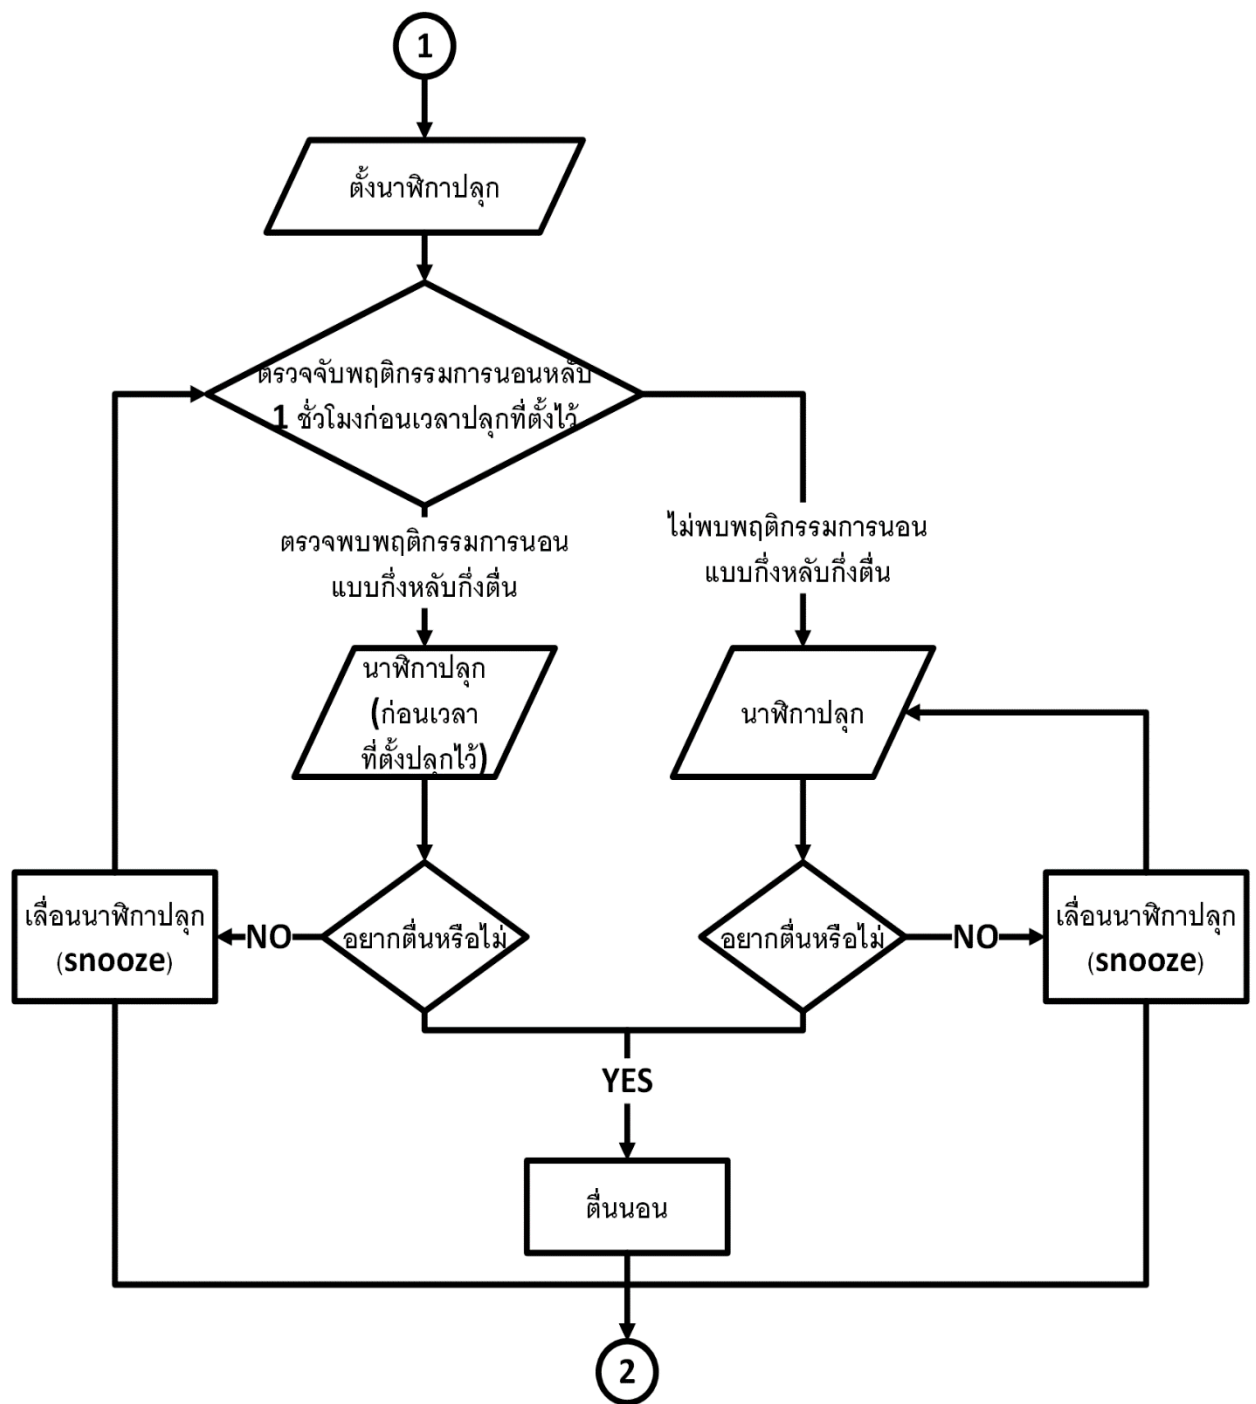 1
ตั้งนาฬิกาปลุก
ตรวจจับพฤติกรรมการนอนหลับ
1 ชั่วโมงก่อนเวลาปลุกที่ตั้งไว้
ตรวจพบพฤติกรรมการนอน
แบบกึ่งหลับกึ่งตื่น
ไม่พบพฤติกรรมการนอน
แบบกึ่งหลับกึ่งตื่น
นาฬิกาปลุก
(ก่อนเวลา
ที่ตั้งปลุกไว้)
นาฬิกาปลุก
เลื่อนนาฬิกาปลุก
(snooze)
NO
อยากตื่นหรือไม่
อยากตื่นหรือไม่
NO
เลื่อนนาฬิกาปลุก
(snooze)
YES
ตื่นนอน
2